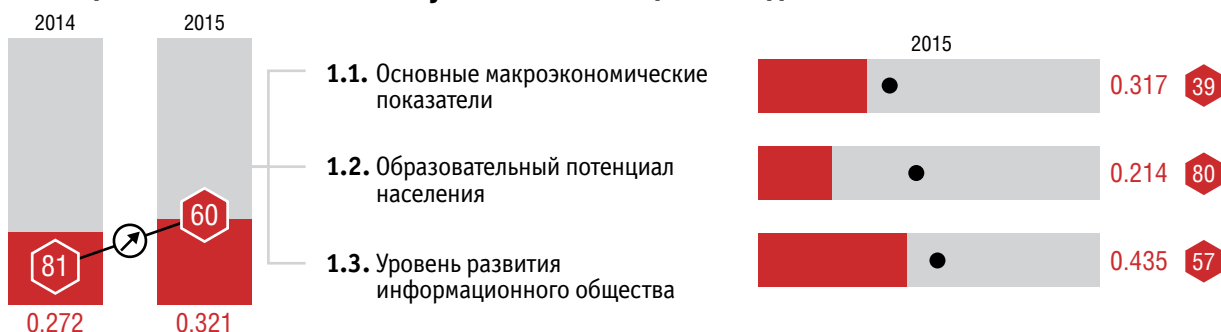 2014
2015
81
60
0.272
0.321
1.1. Основные макроэкономические
показатели
1.2. Образовательный потенциал
населения
1.3. Уровень развития
информационного общества
2015
0.317 39
0.214 80
0.435 57